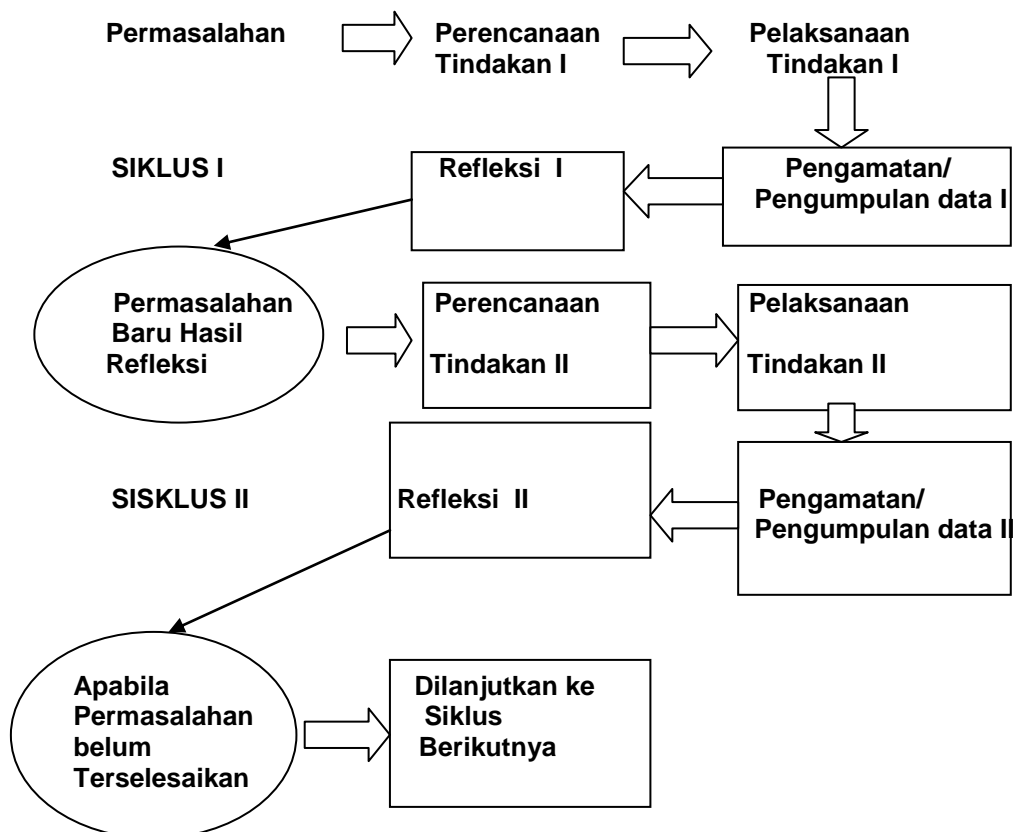 Permasalahan
Perencanaan
Tindakan I
Pelaksanaan
Tindakan I
SIKLUS I
Refleksi I
Pengamatan/
Pengumpulan data I
Permasalahan
Baru Hasil
Refleksi
Perencanaan
Tindakan II
Pelaksanaan
Tindakan II
SISKLUS II
Refleksi II
Pengamatan/
Pengumpulan data II
Apabila
Permasalahan
belum
Terselesaikan
Dilanjutkan ke
Siklus
Berikutnya